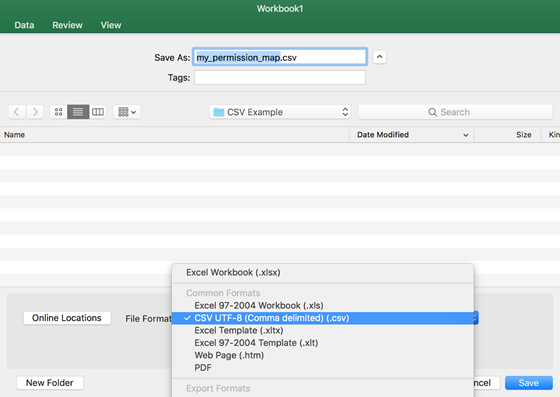 Workbook1
Data Review View
Save As: my_permission_map.csv
Tags:
CSV Example Search
Name Date Modified Size Kin
Excel Workbook (.xlsx)
Common Formats
Excel 97-2004 Workbook (.xls)
Online Locations File Format ✓ CSV UTF-8 (Comma delimited) (.csv)
Excel Template (.xltx)
Excel 97-2004 Template (.xlt)
Web Page (.htm)
PDF
New Folder Export Formats ncel Save